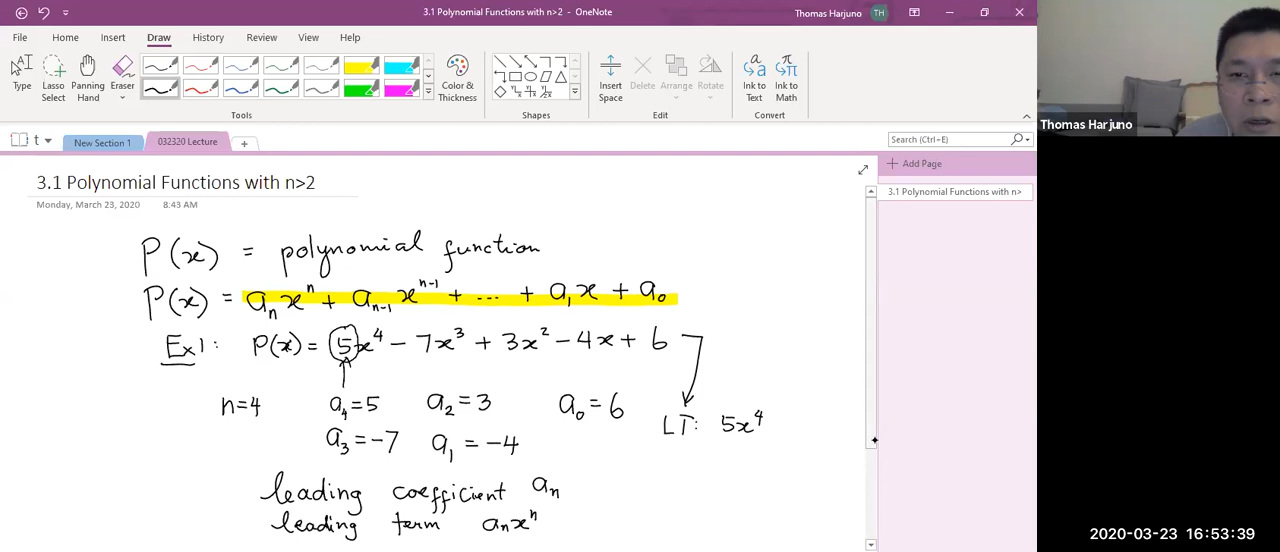 3.1 Polynomial Functions with n>2 - OneNote
Thomas Harjuno TH
File Home Insert Draw History Review View Help
Type Lasso Select Panning Hand Eraser
Color & Thickness
Insert Space Delete Arrange Rotate
Ink to Text Ink to Math
Tools Shapes Edit Convert
Thomas Harjuno
t New Section 1 032320 Lecture +
Search (Ctrl+E)
Add Page
3.1 Polynomial Functions with n>
3.1 Polynomial Functions with n>2
Monday, March 23, 2020 8:43 AM
P(x) = polynomial function
P(x) = aₙxⁿ + aₙ₋₁xⁿ⁻¹ + ... + a₁x + a₀
Ex1: P(x) = 5x⁴ - 7x³ + 3x² - 4x + 6
n=4 a₄=5 a₂=3 a₀=6 LT: 5x⁴
a₃=-7 a₁=-4
leading coefficient aₙ
leading term aₙxⁿ
2020-03-23 16:53:39